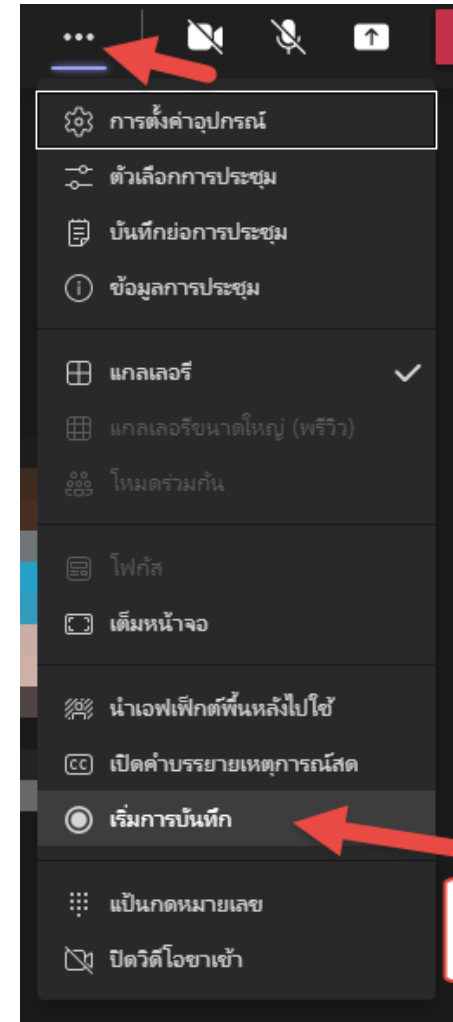 การตั้งค่าอุปกรณ์
ตัวเลือกการประชุม
บันทึกย่อการประชุม
ข้อมูลการประชุม
แกลเลอรี
แกลเลอรีขนาดใหญ่ (พรีวิว)
โหมดร่วมกัน
โฟกัส
เต็มหน้าจอ
นำเอฟเฟ็กต์พื้นหลังไปใช้
CC เปิดคำบรรยายเหตุการณ์สด
เริ่มการบันทึก
แป้นกดหมายเลข
ปิดวิดีโอขาเข้า